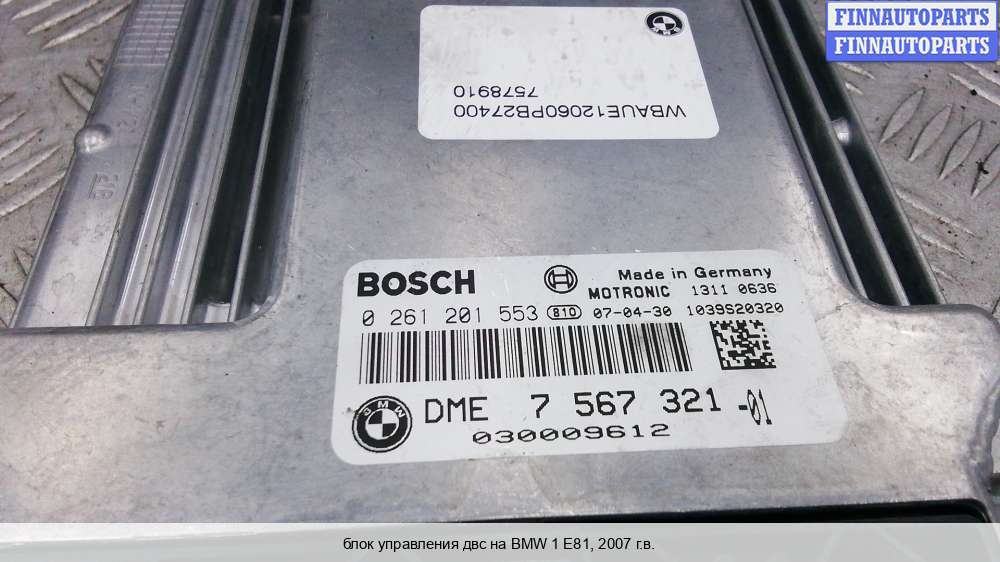 FINNAUTOPARTS
FINNAUTOPARTS
WBAUE12060PB27400
7578910
BOSCH
Made in Germany
MOTRONIC 1311 0636
0 261 201 553 810 07-04-30 1039S20320
BMW
DME 7 567 321 -01
030009612
блок управления двс на BMW 1 E81, 2007 г.в.